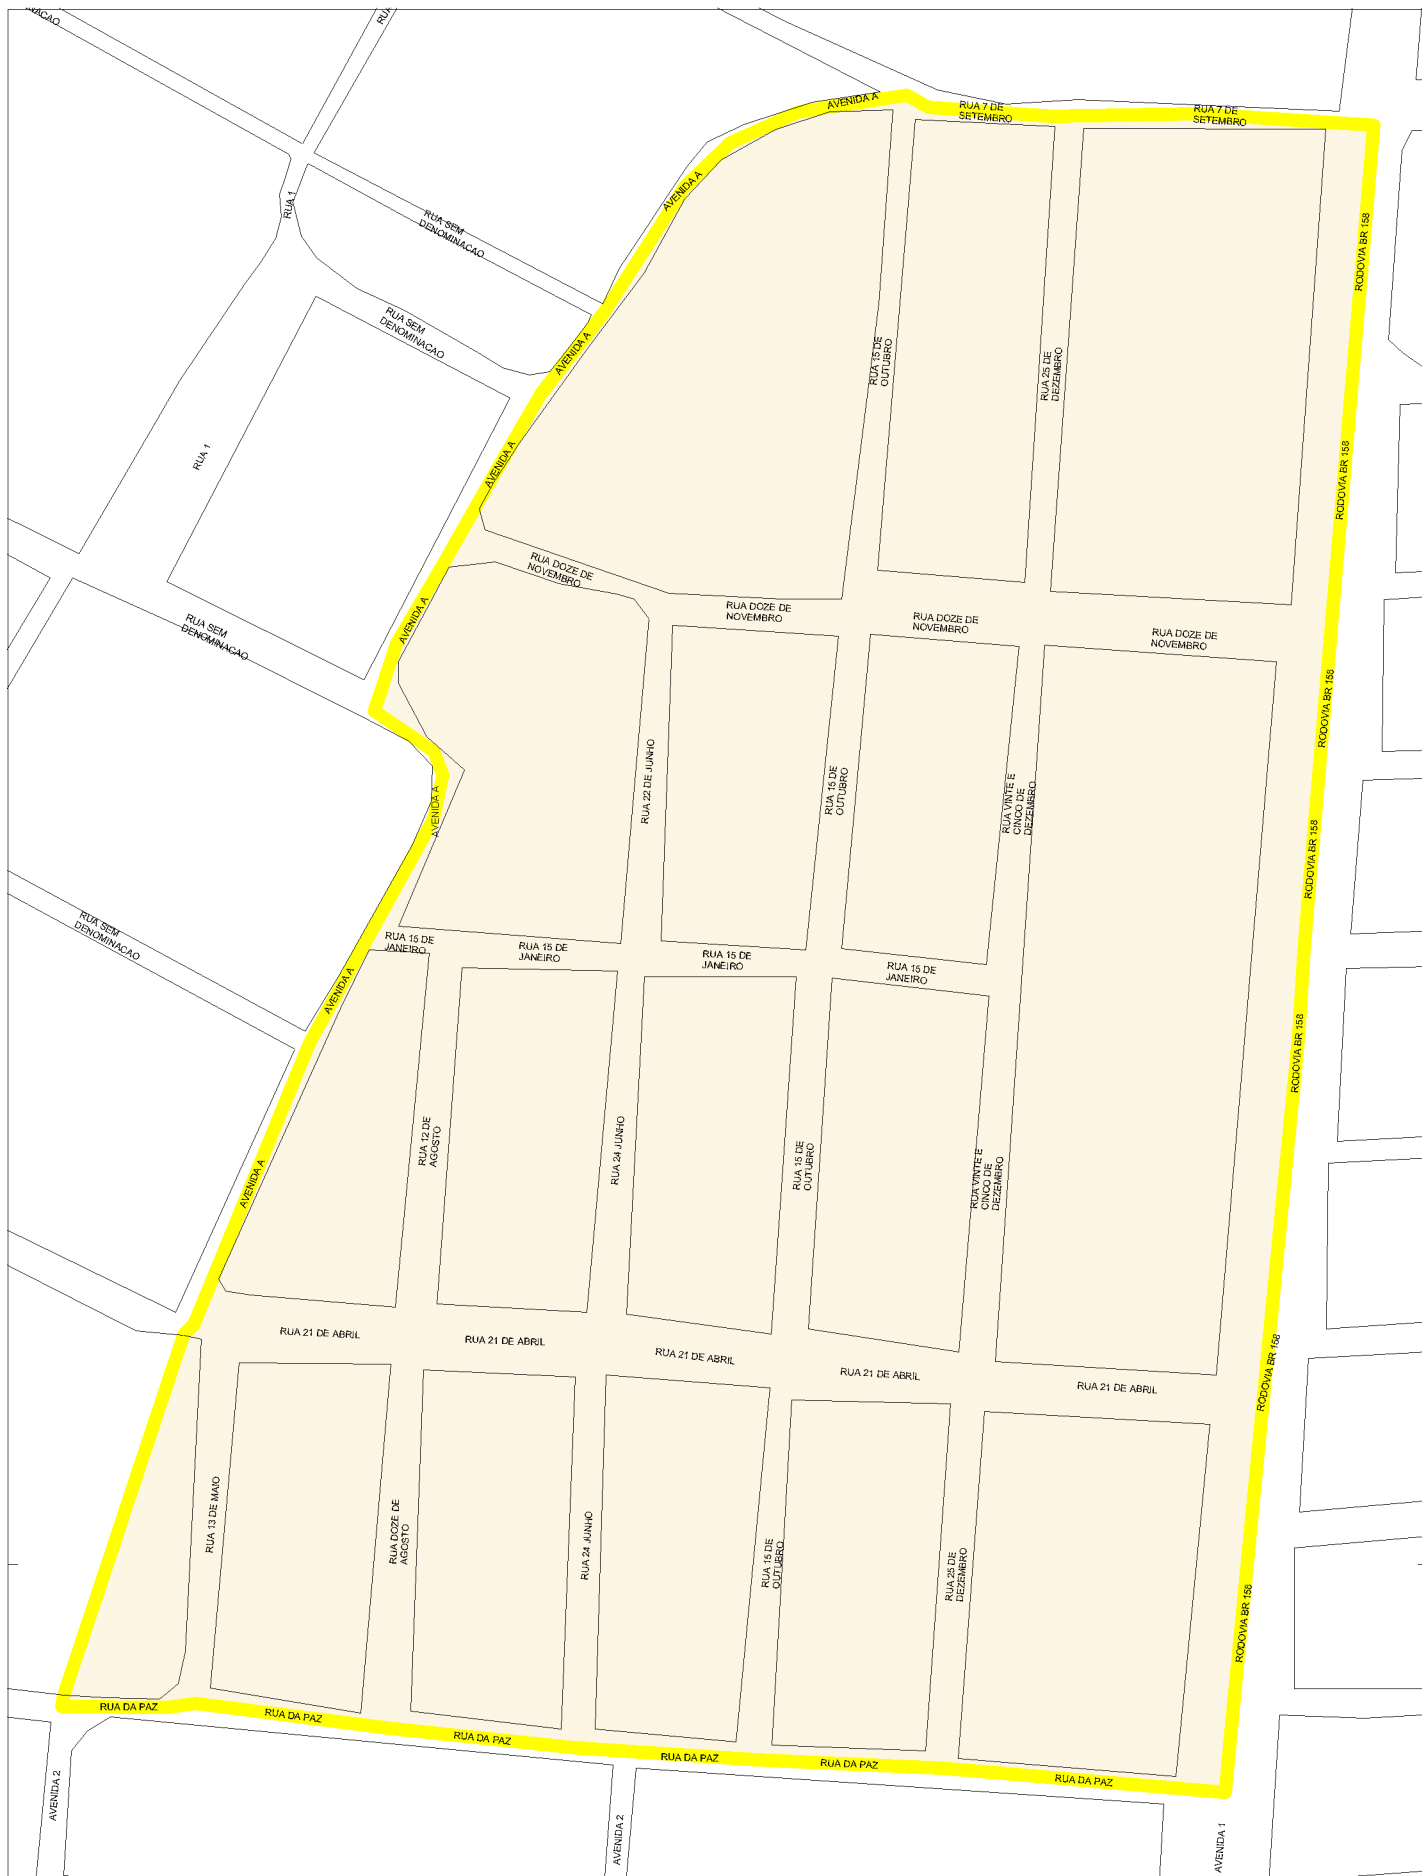 NACAO
RUA
AVENIDA A
RUA 7 DE
SETEMBRO
RUA 7 DE
SETEMBRO
AVENIDA A
RUA 1
RUA SEM
DENOMINACAO
RODOVIA BR 158
RUA SEM
DENOMINACAO
AVENIDA A
RUA 15 DE
OUTUBRO
RUA 25 DE
DEZEMBRO
RUA 1
AVENIDA A
RODOVIA BR 158
RUA DOZE DE
NOVEMBRO
RUA DOZE DE
NOVEMBRO
RUA DOZE DE
NOVEMBRO
RUA DOZE DE
NOVEMBRO
AVENIDA A
RUA SEM
DENOMINACAO
RODOVIA BR 158
RUA 22 DE JUNHO
RUA 15 DE
OUTUBRO
RUA VINTE E
CINCO DE
DEZEMBRO
AVENIDA A
RODOVIA BR 158
RUA SEM
DENOMINACAO
RUA 15 DE
JANEIRO
RUA 15 DE
JANEIRO
RUA 15 DE
JANEIRO
RUA 15 DE
JANEIRO
AVENIDA A
RODOVIA BR 158
RUA 12 DE
AGOSTO
RUA 24 JUNHO
RUA 15 DE
OUTUBRO
RUA VINTE E
CINCO DE
DEZEMBRO
AVENIDA A
RUA 21 DE ABRIL
RUA 21 DE ABRIL
RUA 21 DE ABRIL
RUA 21 DE ABRIL
RUA 21 DE ABRIL
RODOVIA BR 158
RUA 13 DE MAIO
RUA DOZE DE
AGOSTO
RUA 24 JUNHO
RUA 15 DE
OUTUBRO
RUA 25 DE
DEZEMBRO
RODOVIA BR 158
RUA DA PAZ
RUA DA PAZ
RUA DA PAZ
RUA DA PAZ
RUA DA PAZ
RUA DA PAZ
AVENIDA 2
AVENIDA 2
AVENIDA 1